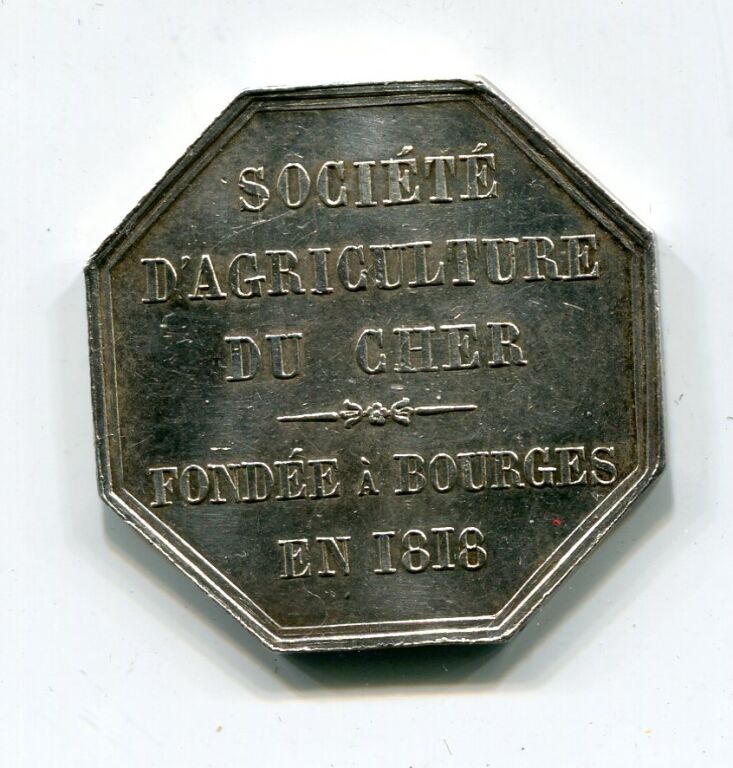 SOCIÉTÉ
D'AGRICULTURE
DU CHER
FONDÉE À BOURGES
EN 1818